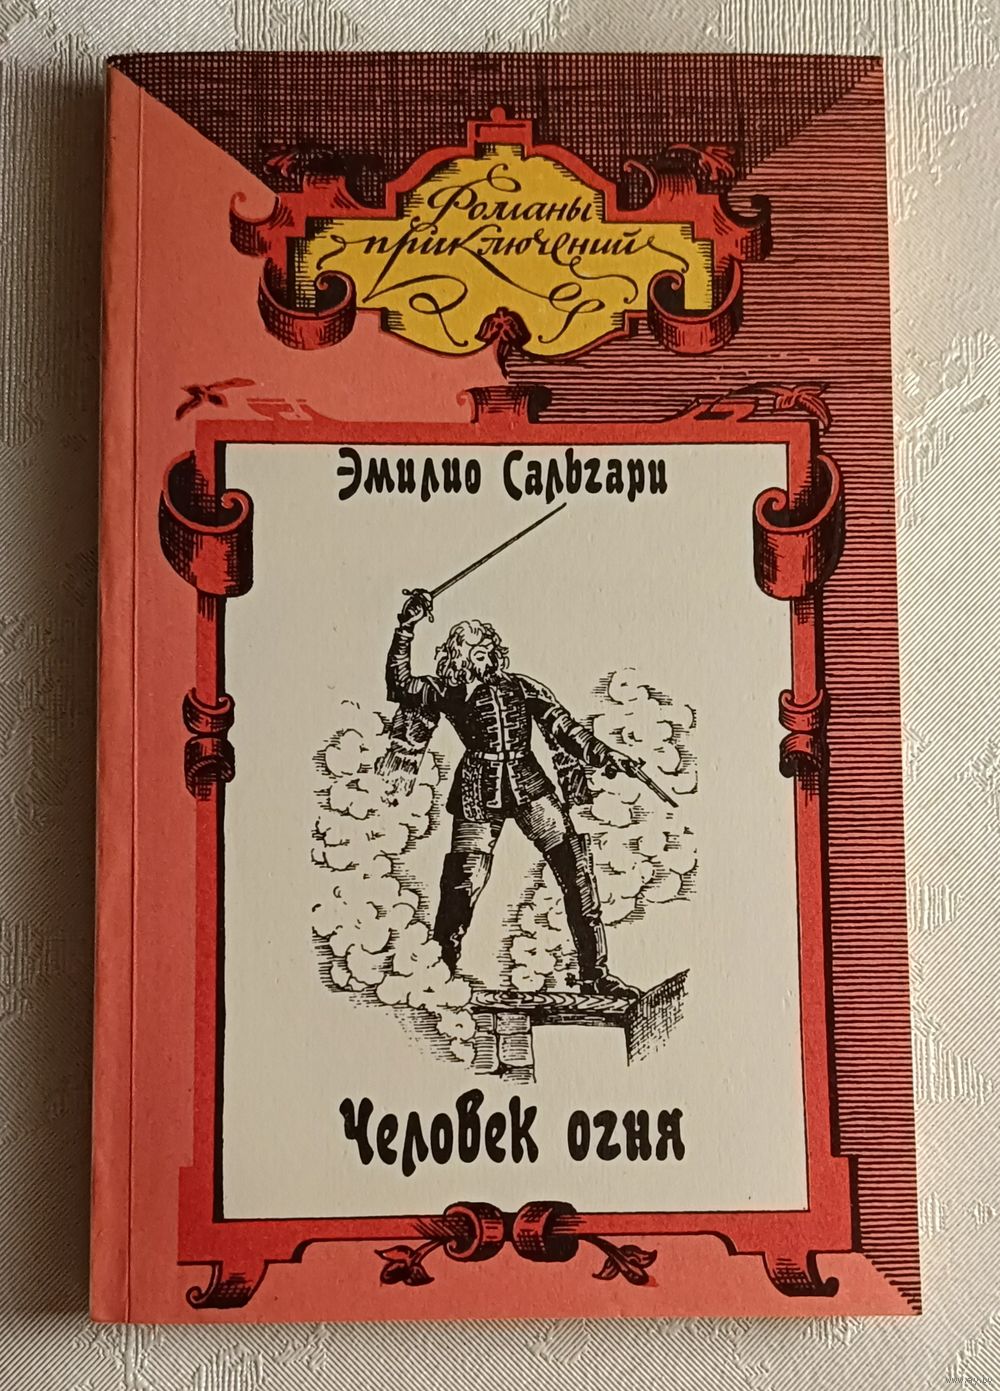 Романы
приключений
Эмилио Сальгари
Человек огня